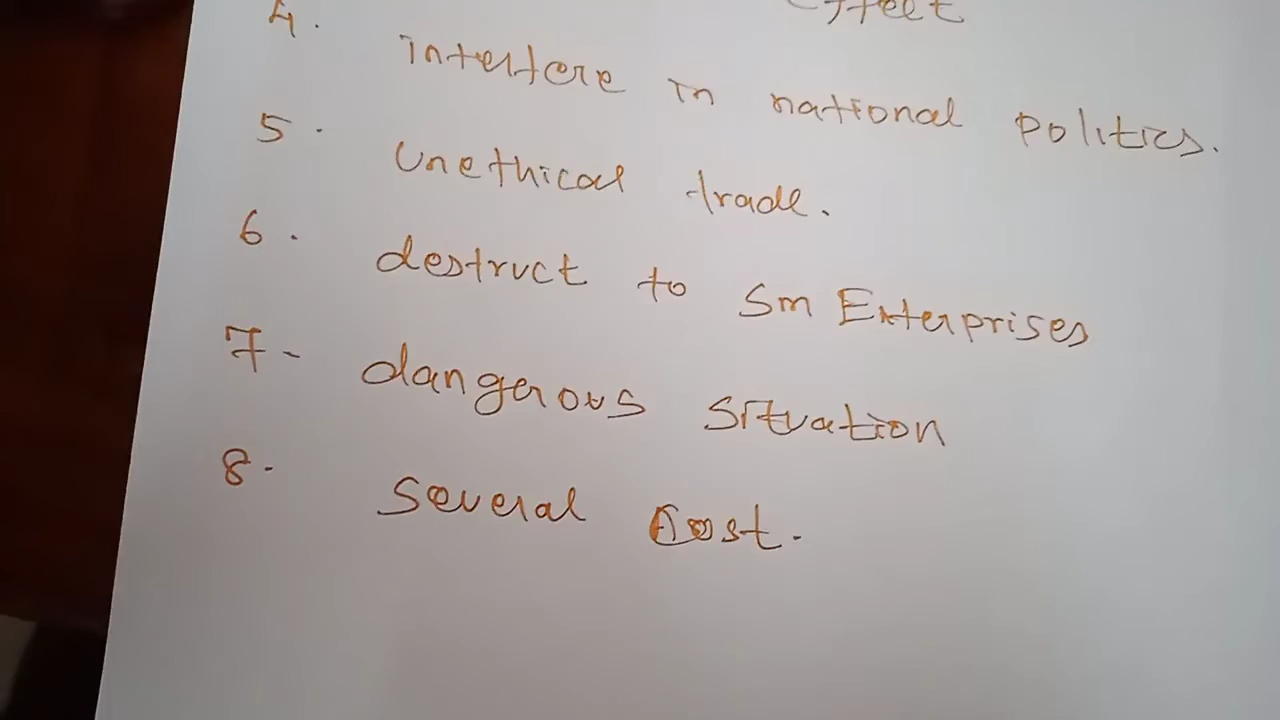 effect
4. interfere in national politics.
5. unethical trade.
6. destruct to Sm Enterprises
7- dangerous situation
8. several Cost.